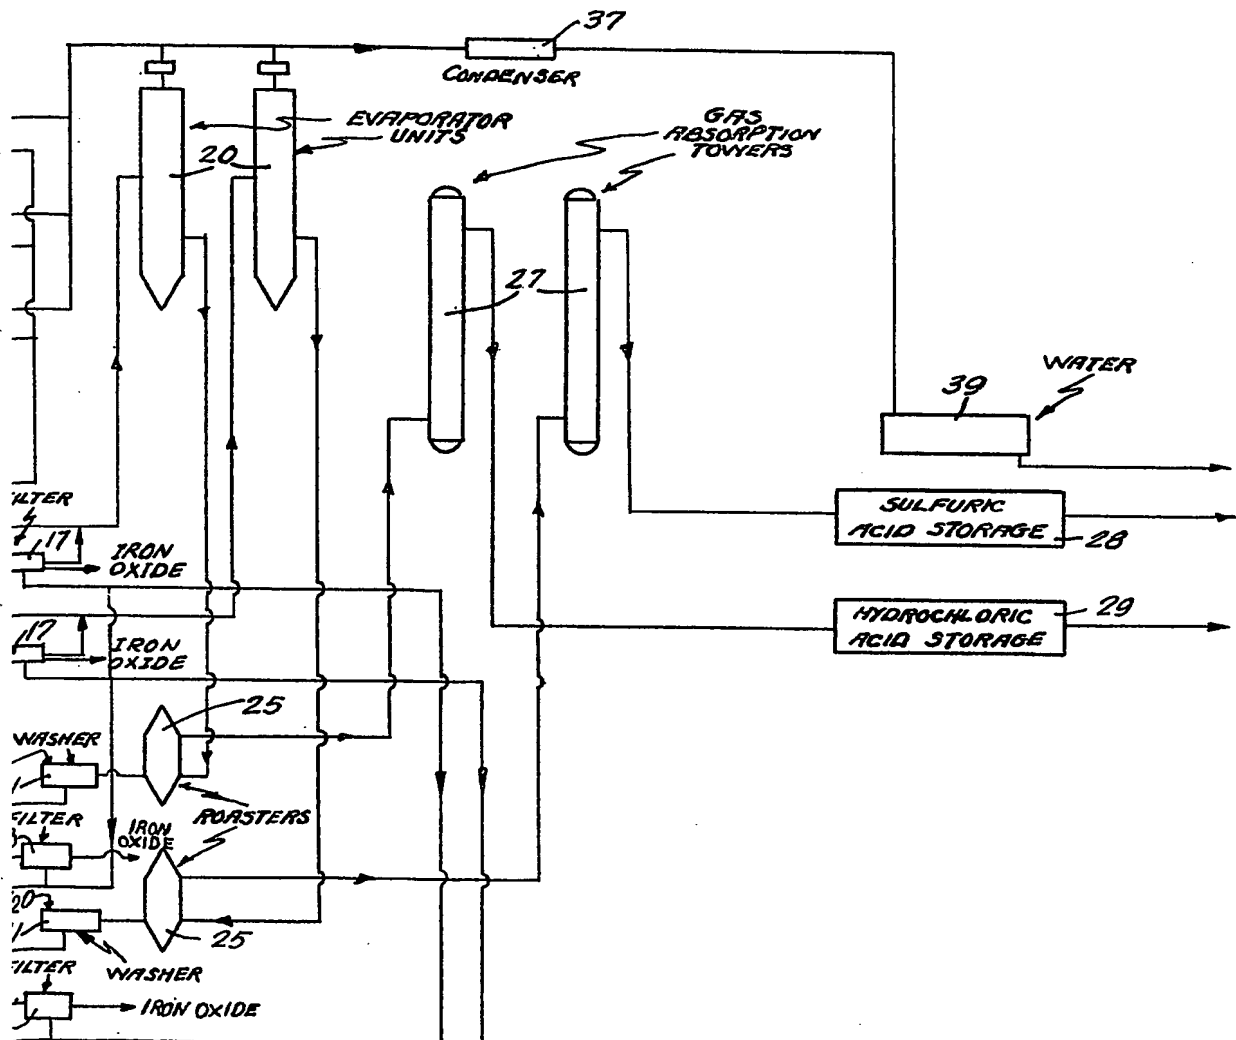 37
CONDENSER
EVAPORATOR
UNITS
20
GAS
ABSORPTION
TOWERS
27
WATER
39
SULFURIC
ACID STORAGE
28
HYDROCHLORIC
ACID STORAGE
29
FILTER
17
IRON
OXIDE
17
IRON
OXIDE
25
WASHER
ROASTERS
FILTER
IRON
OXIDE
20
25
WASHER
FILTER
IRON OXIDE